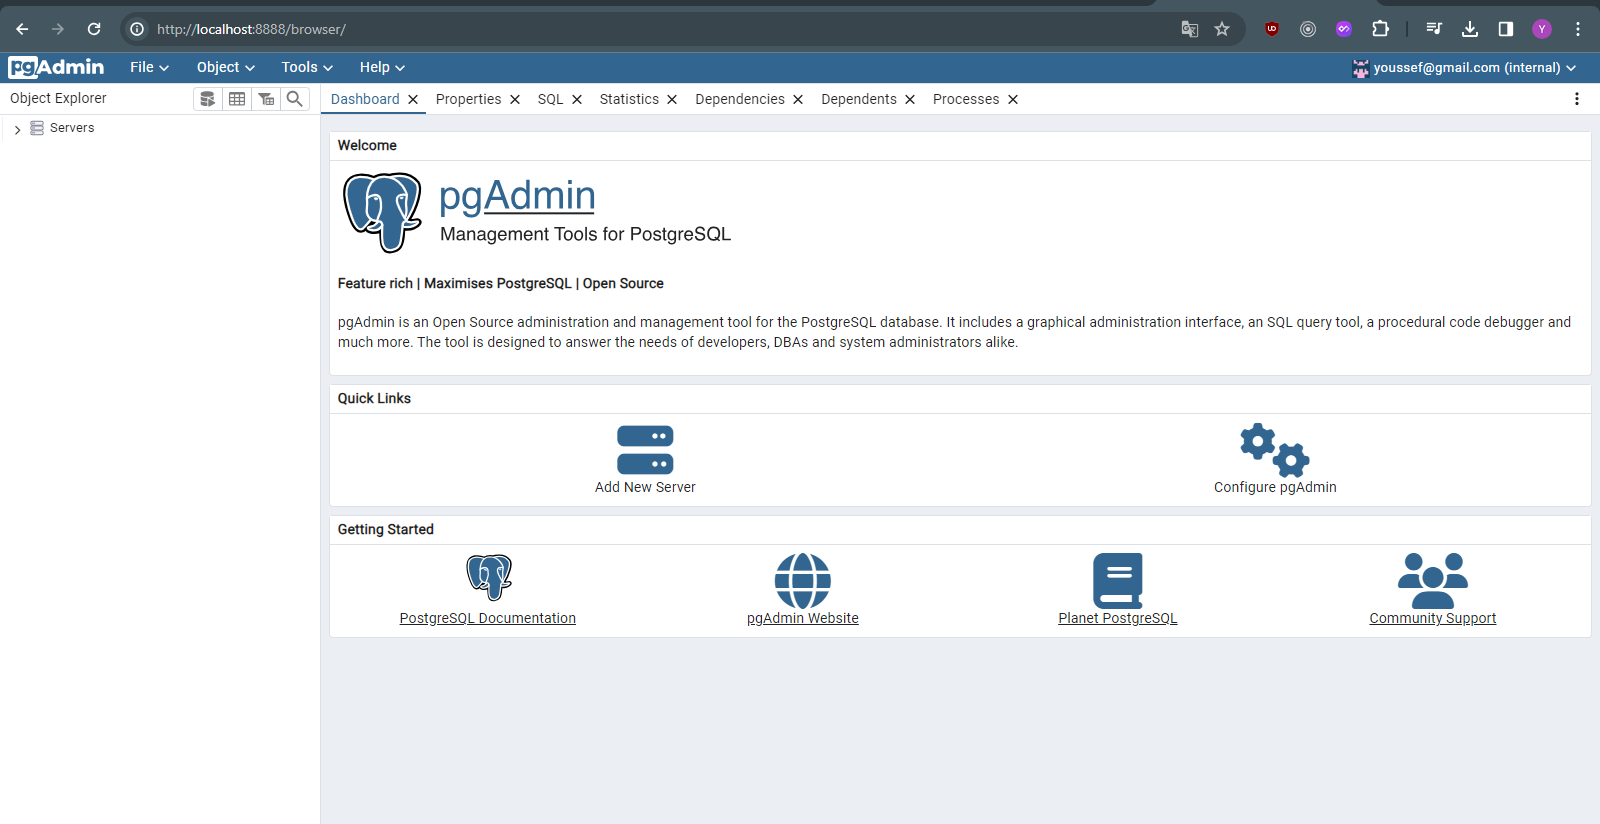 http://localhost:8888/browser/
pgAdmin File Object Tools Help youssef@gmail.com (internal)
Object Explorer
Dashboard Properties SQL Statistics Dependencies Dependents Processes
Servers
Welcome
pgAdmin
Management Tools for PostgreSQL
Feature rich | Maximises PostgreSQL | Open Source
pgAdmin is an Open Source administration and management tool for the PostgreSQL database. It includes a graphical administration interface, an SQL query tool, a procedural code debugger and
much more. The tool is designed to answer the needs of developers, DBAs and system administrators alike.
Quick Links
Add New Server Configure pgAdmin
Getting Started
PostgreSQL Documentation pgAdmin Website Planet PostgreSQL Community Support